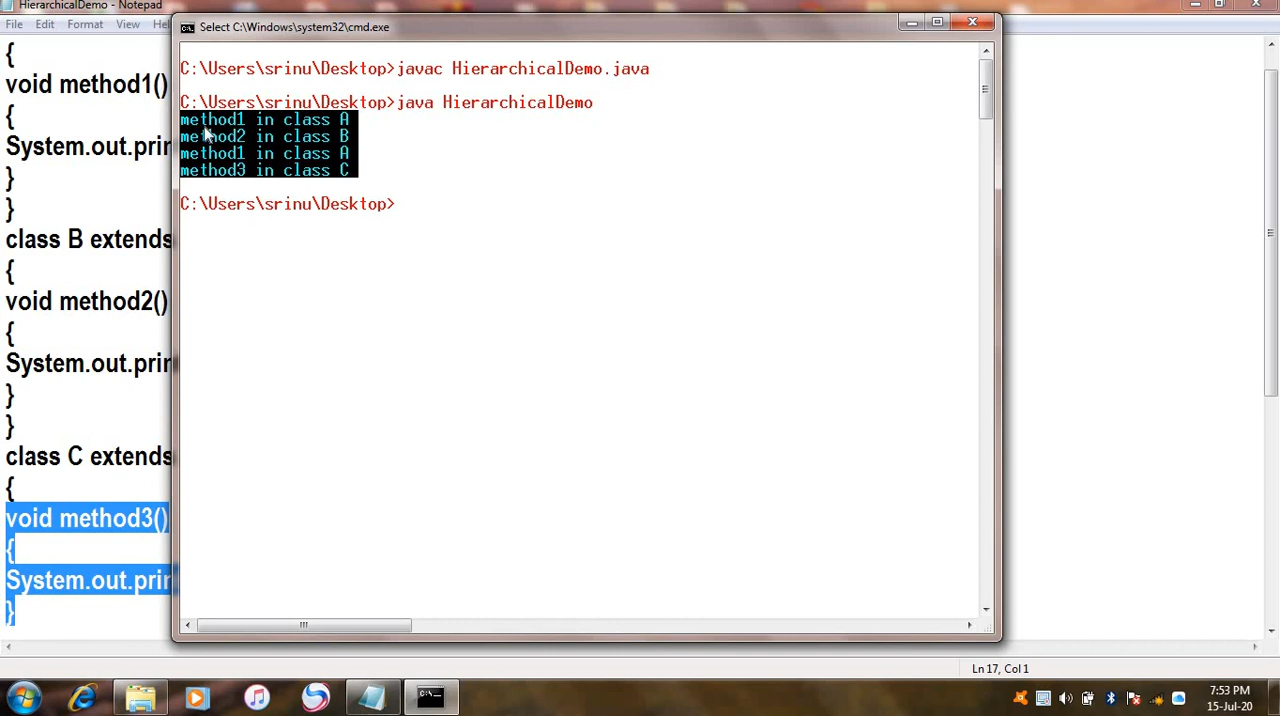 HierarchicalDemo - Notepad
File Edit Format View
Select C:\Windows\system32\cmd.exe
{
void method1()
{
System.out.prin
}
}
class B extends
{
void method2()
{
System.out.prin
}
}
class C extends
{
void method3()
{
System.out.prin
}
C:\Users\srinu\Desktop>javac HierarchicalDemo.java
C:\Users\srinu\Desktop>java HierarchicalDemo
method1 in class A
method2 in class B
method1 in class A
method3 in class C
C:\Users\srinu\Desktop>
Ln 17, Col 1
7:53 PM
15-Jul-20